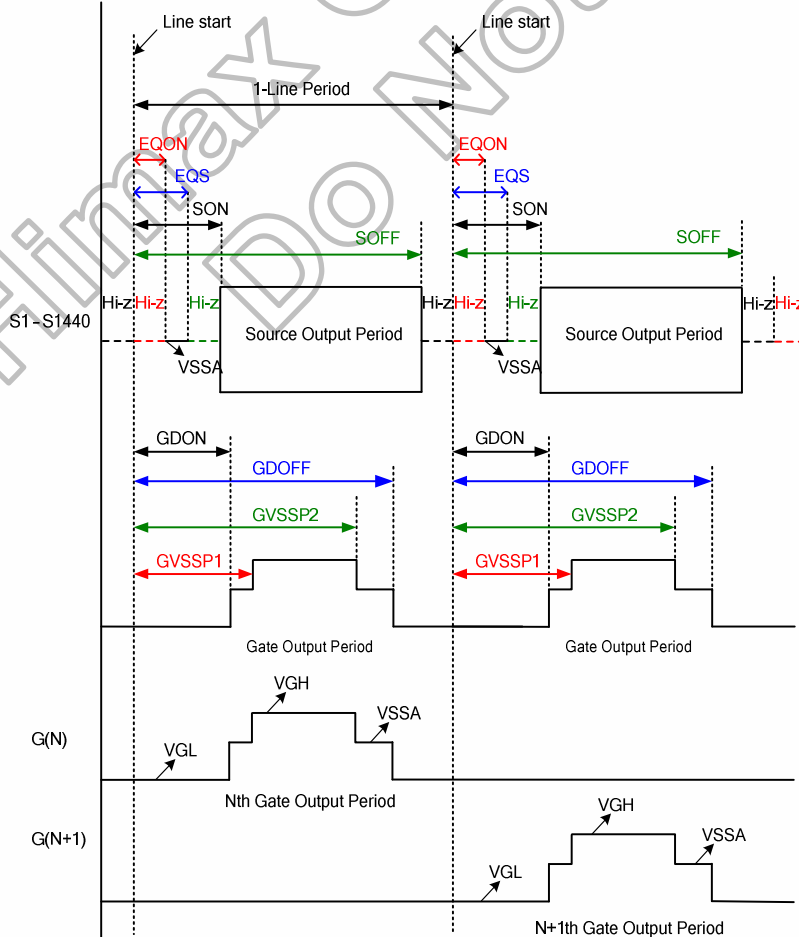 Line start Line start
1-Line Period
EQON EQON
EQS EQS
SON SON
SOFF SOFF
Hi-z Hi-z Hi-z Hi-z Hi-z Hi-z Hi-z Hi-z
S1-S1440
Source Output Period Source Output Period
VSSA VSSA
GDON GDON
GDOFF GDOFF
GVSSP2 GVSSP2
GVSSP1 GVSSP1
Gate Output Period Gate Output Period
VGH
VSSA
G(N)
VGL
Nth Gate Output Period
VGH
G(N+1)
VSSA
VGL
N+1th Gate Output Period
Himax
Do Not